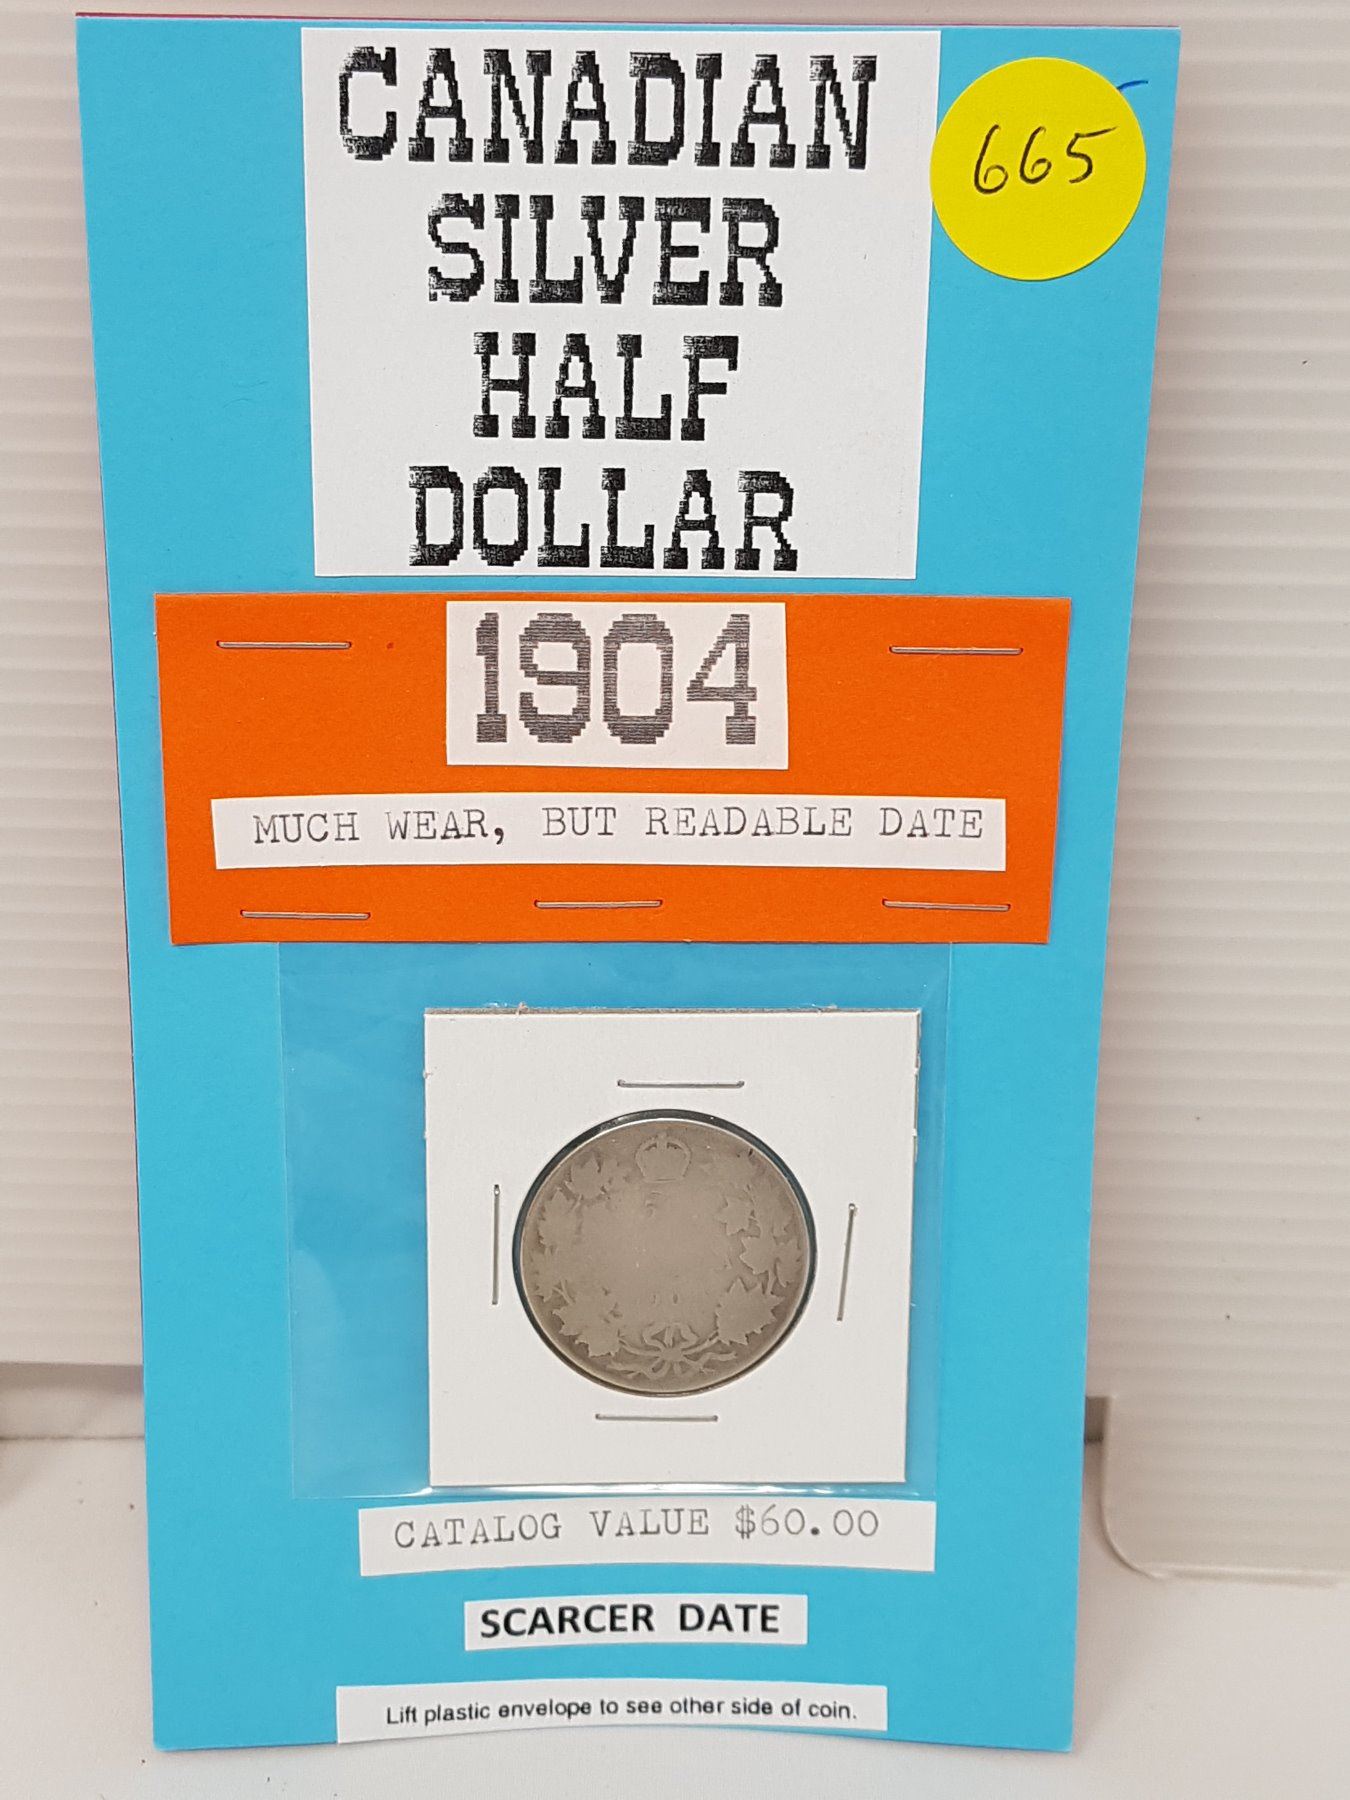 CANADIAN
SILVER
HALF
DOLLAR
665
1904
MUCH WEAR, BUT READABLE DATE
CATALOG VALUE $60.00
SCARCER DATE
Lift plastic envelope to see other side of coin.